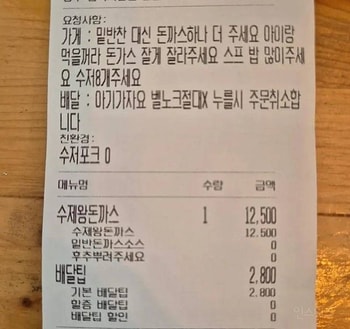 요청사항:
가게 : 밑반찬 대신 돈까스하나 더 주세요 아이랑
먹을꺼라 돈가스 잘게 잘라주세요 스프 밥 많이주세
요 수저8개주세요
배달 : 아기가자요 벨노크절대X 누를시 주문취소합
니다
친환경:
수저포크 0
메뉴명 수량 금액
수제왕돈까스 1 12,500
수제왕돈까스 12,500
밑반돈까스소스 0
후추뿌려주세요 0
배달팁 2,800
기본 배달팁 2,800
할증 배달팁 0
배달팁 할인 0